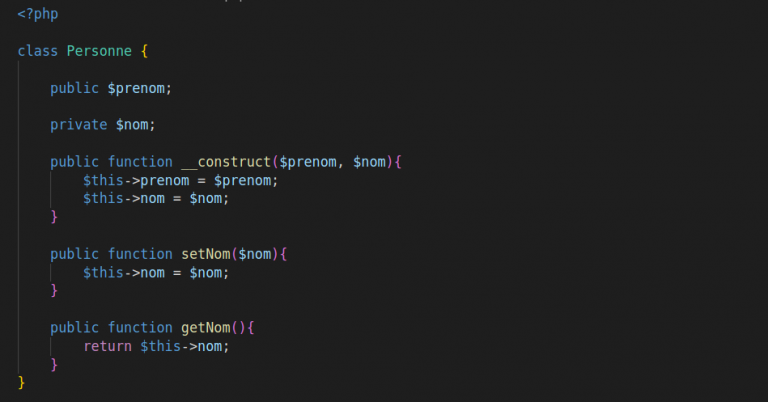 <?php
class Personne {
public $prenom;
private $nom;
public function __construct($prenom, $nom){
$this->prenom = $prenom;
$this->nom = $nom;
}
public function setNom($nom){
$this->nom = $nom;
}
public function getNom(){
return $this->nom;
}
}